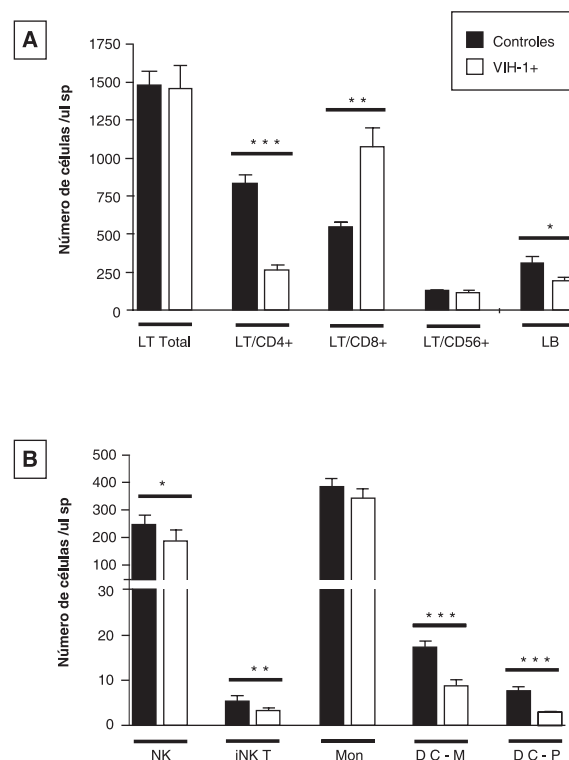 A
Controles
VIH-1+
Número de células /ul sp
1750
1500
1250
1000
750
500
250
0
* * *
* *
*
LT Total
LT/CD4+
LT/CD8+
LT/CD56+
LB
B
Número de células /ul sp
500
400
300
200
100
30
20
10
0
*
* *
* * *
* * *
NK
iNK T
Mon
D C - M
D C - P